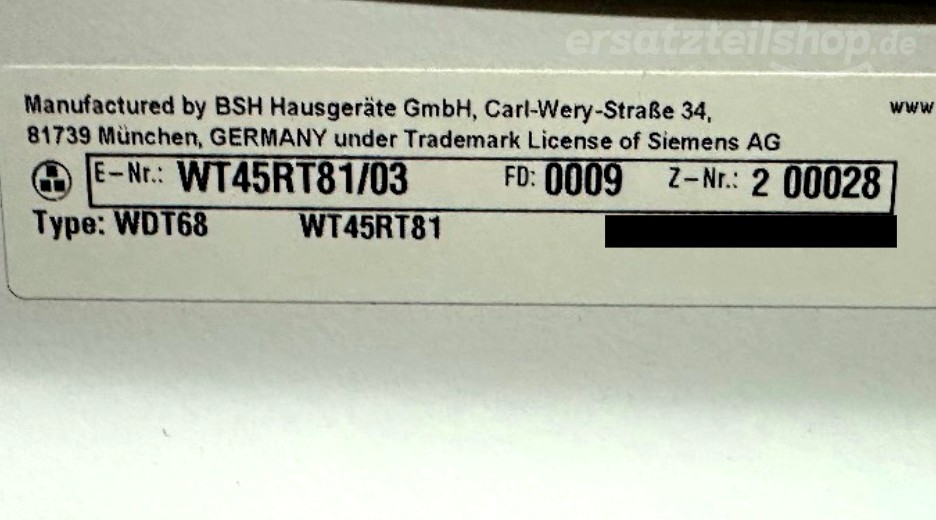 ersatzteilshop.de
Manufactured by BSH Hausgeräte GmbH, Carl-Wery-Straße 34, www
81739 München, GERMANY under Trademark License of Siemens AG
E-Nr.: WT45RT81/03 FD: 0009 Z-Nr.: 2 00028
Type: WDT68 WT45RT81